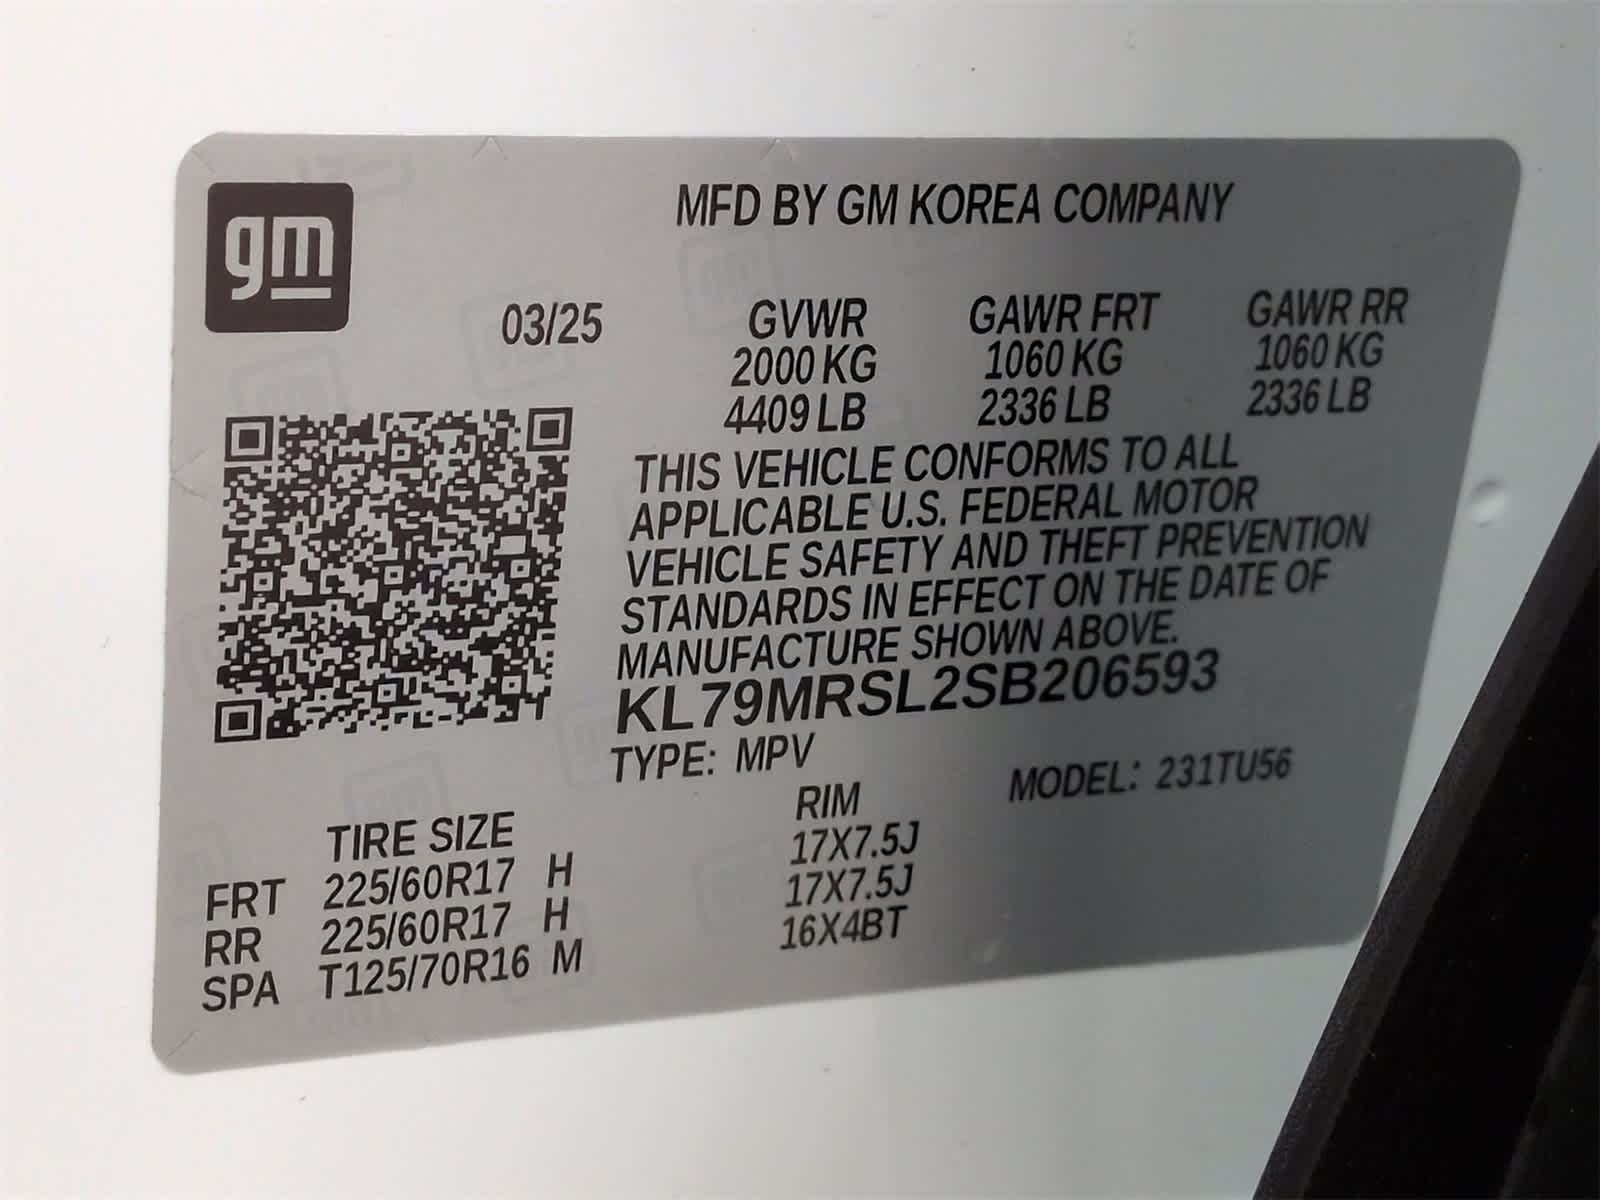 gm
MFD BY GM KOREA COMPANY
03/25 GVWR GAWR FRT GAWR RR
2000 KG 1060 KG 1060 KG
4409 LB 2336 LB 2336 LB
THIS VEHICLE CONFORMS TO ALL
APPLICABLE U.S. FEDERAL MOTOR
VEHICLE SAFETY AND THEFT PREVENTION
STANDARDS IN EFFECT ON THE DATE OF
MANUFACTURE SHOWN ABOVE.
KL79MRSL2SB206593
TYPE: MPV MODEL: 231TU56
TIRE SIZE RIM
FRT 225/60R17 H 17X7.5J
RR 225/60R17 H 17X7.5J
SPA T125/70R16 M 16X4BT